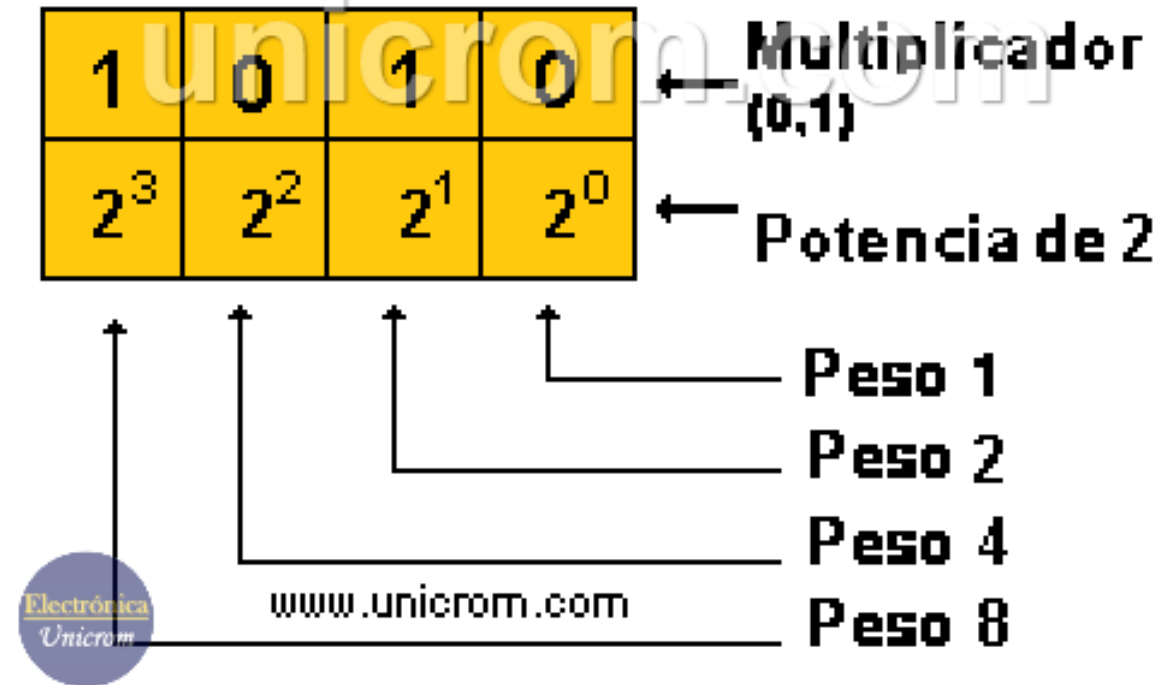 unicrom.com
1 0 1 0
Multiplicador
(0,1)
2³ 2² 2¹ 2⁰
Potencia de 2
Peso 1
Peso 2
Peso 4
Peso 8
www.unicrom.com
Electrónica
Unicrom